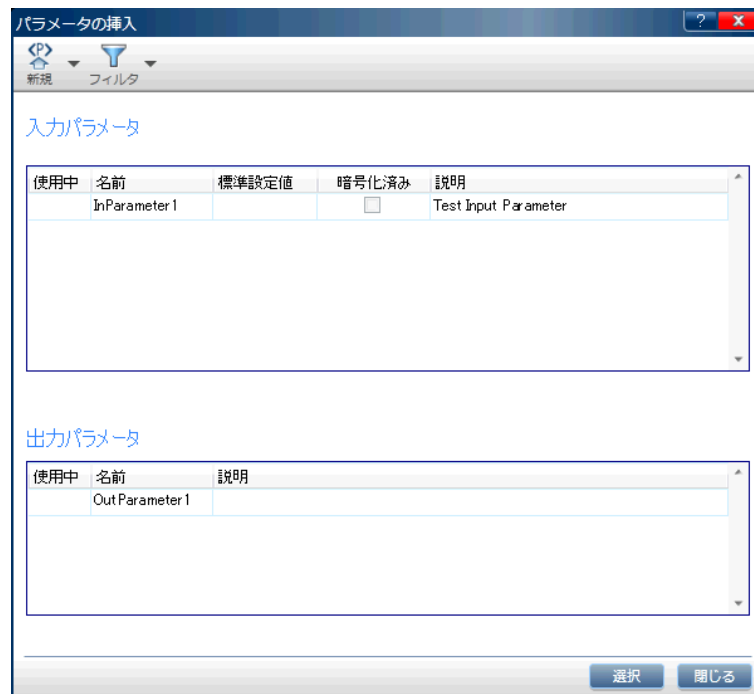 パラメータの挿入 ? X
<P>
新規 フィルタ
入力パラメータ
使用中 名前 標準設定値 暗号化済み 説明
InParameter1 Test Input Parameter
出力パラメータ
使用中 名前 説明
OutParameter1
選択 閉じる